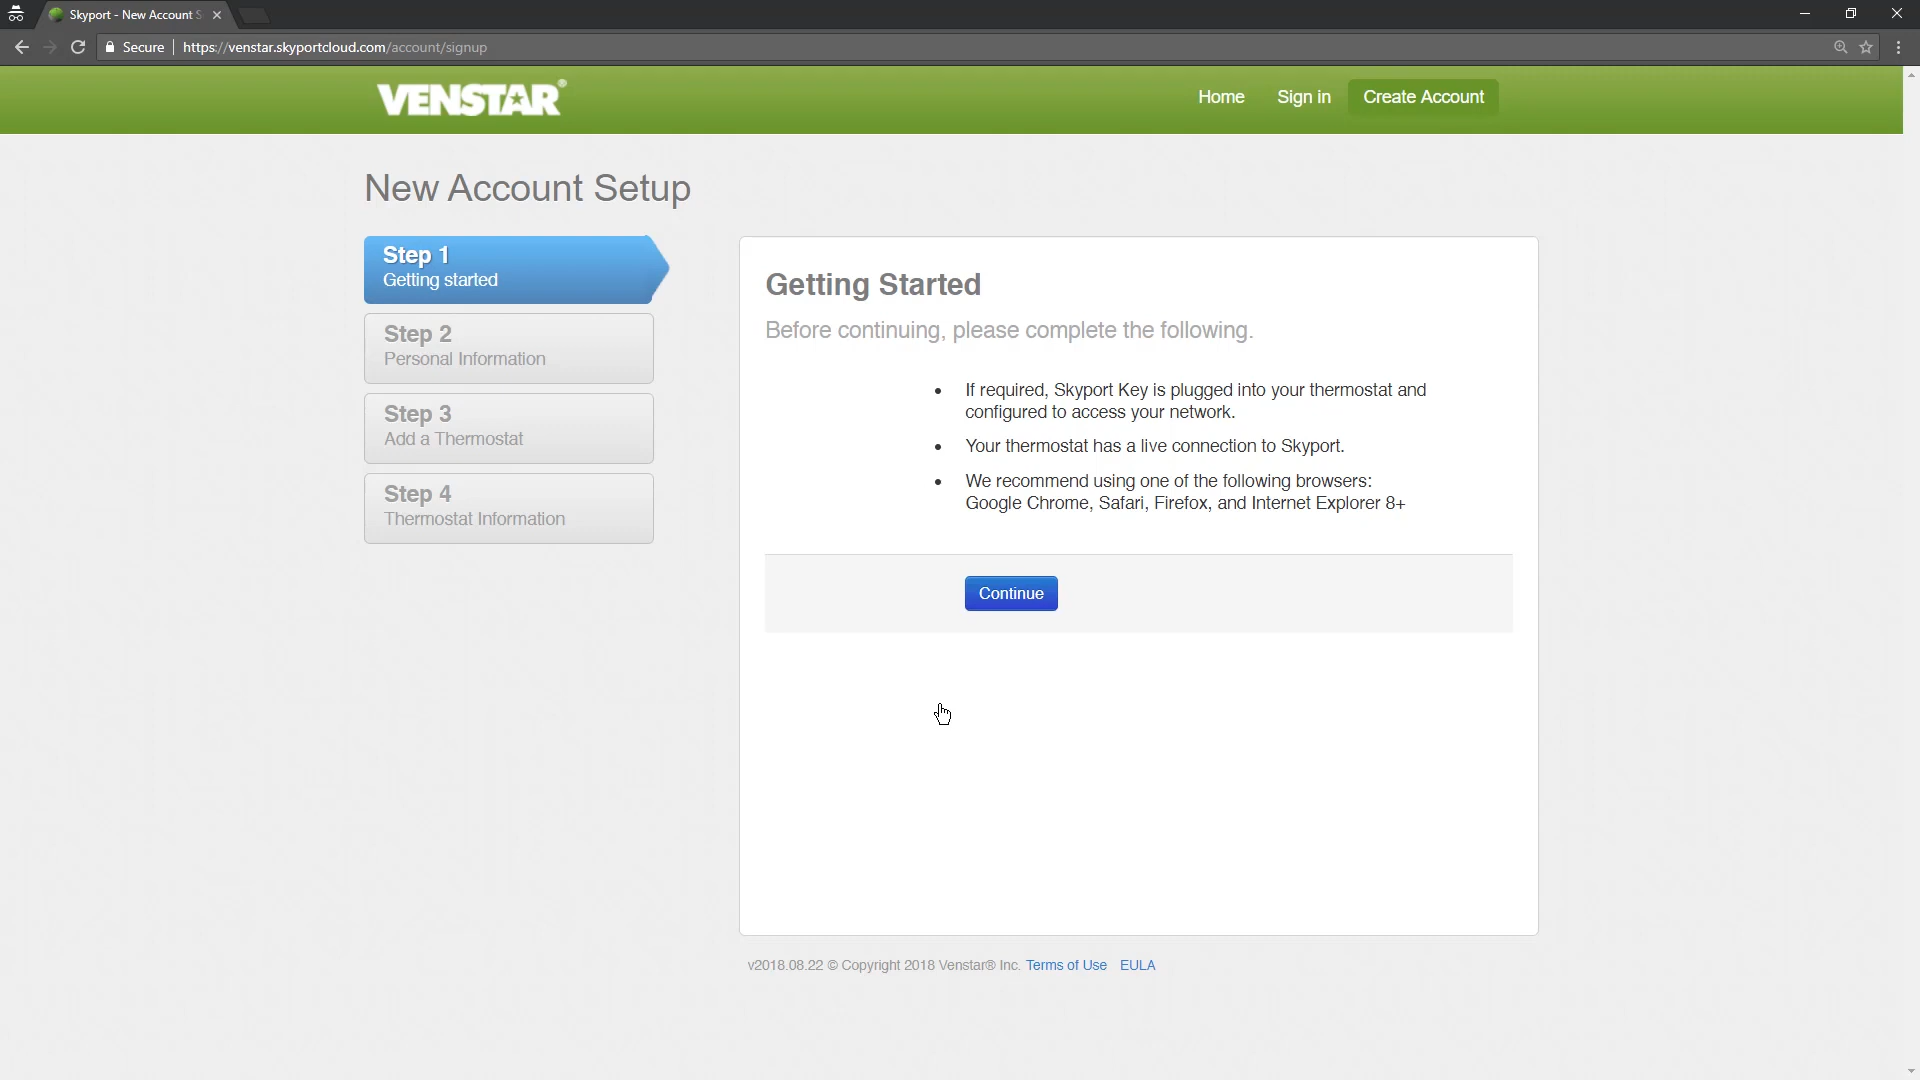 Skyport - New Account S
Secure | https://venstar.skyportcloud.com/account/signup
VENSTAR®
Home
Sign in
Create Account
New Account Setup
Step 1
Getting started
Step 2
Personal Information
Step 3
Add a Thermostat
Step 4
Thermostat Information
Getting Started
Before continuing, please complete the following.
• If required, Skyport Key is plugged into your thermostat and
configured to access your network.
• Your thermostat has a live connection to Skyport.
• We recommend using one of the following browsers:
Google Chrome, Safari, Firefox, and Internet Explorer 8+
Continue
v2018.08.22 © Copyright 2018 Venstar® Inc. Terms of Use EULA